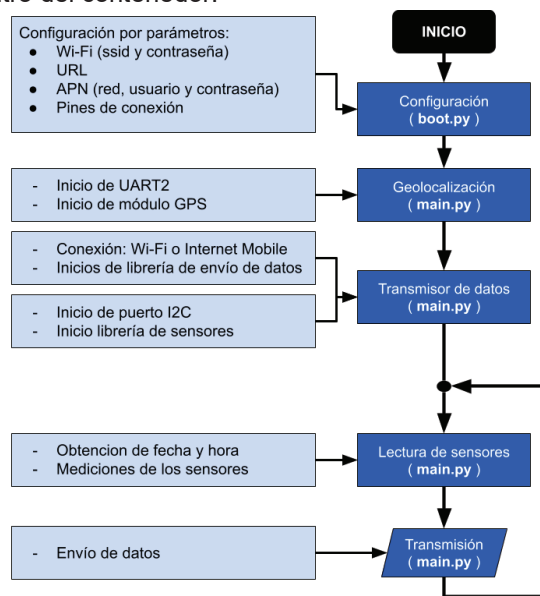 INICIO
Configuración por parámetros:
● Wi-Fi (ssid y contraseña)
● URL
● APN (red, usuario y contraseña)
● Pines de conexión
Configuración
( boot.py )
- Inicio de UART2
- Inicio de módulo GPS
Geolocalización
( main.py )
- Conexión: Wi-Fi o Internet Mobile
- Inicios de librería de envío de datos
- Inicio de puerto I2C
- Inicio librería de sensores
Transmisor de datos
( main.py )
- Obtencion de fecha y hora
- Mediciones de los sensores
Lectura de sensores
( main.py )
- Envío de datos
Transmisión
( main.py )